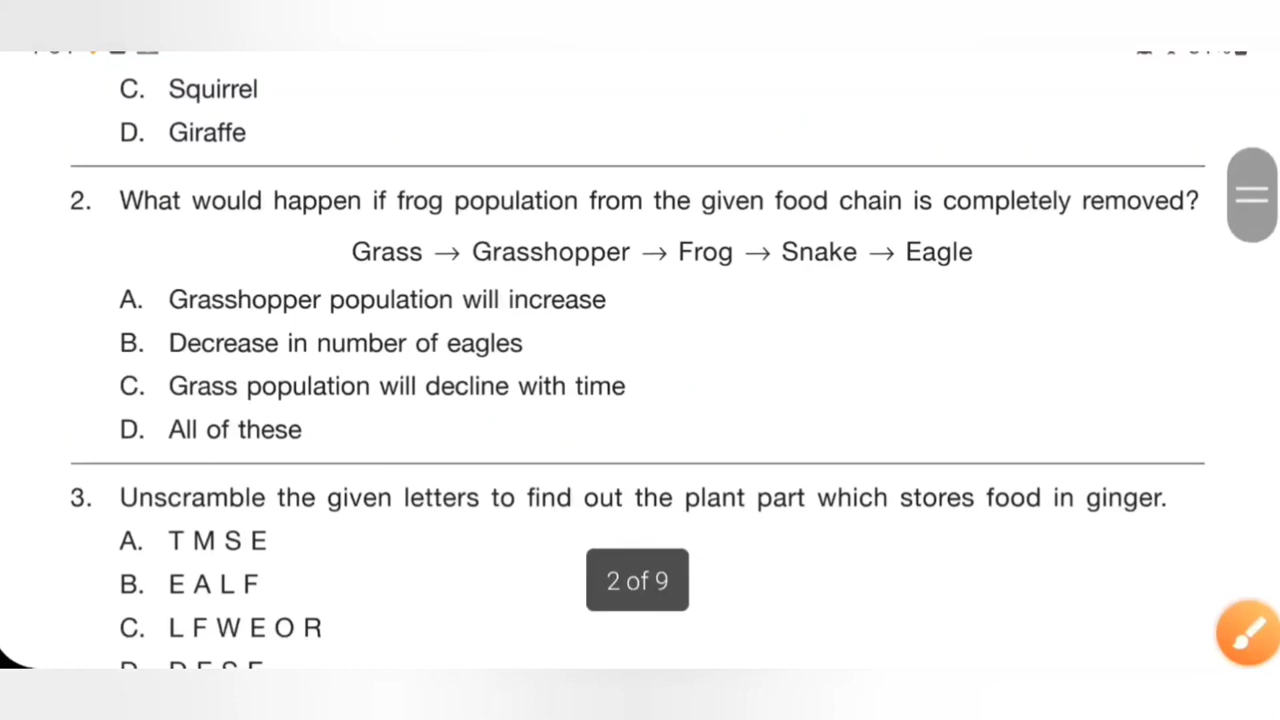 C. Squirrel
D. Giraffe
2. What would happen if frog population from the given food chain is completely removed?
Grass → Grasshopper → Frog → Snake → Eagle
A. Grasshopper population will increase
B. Decrease in number of eagles
C. Grass population will decline with time
D. All of these
3. Unscramble the given letters to find out the plant part which stores food in ginger.
A. T M S E
B. E A L F
2 of 9
C. L F W E O R